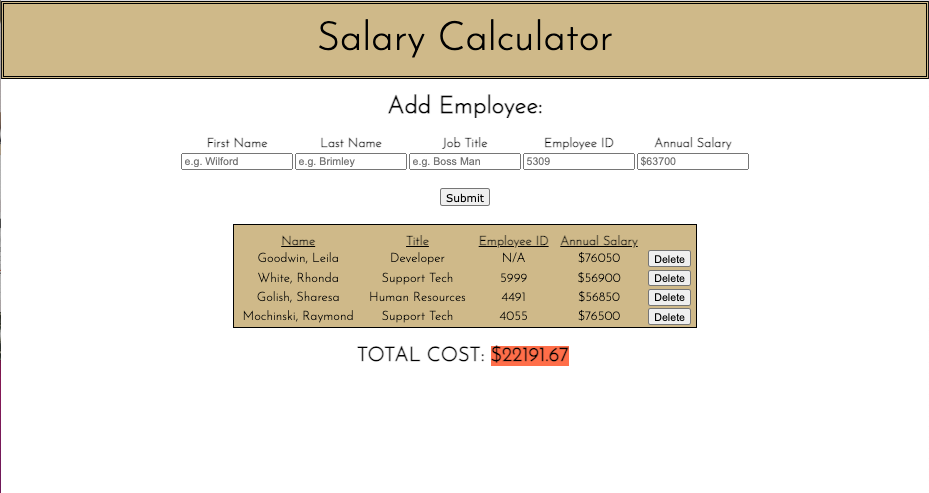 Salary Calculator
Add Employee:
First Name Last Name Job Title Employee ID Annual Salary
e.g. Wilford e.g. Brimley e.g. Boss Man 5309 $63700
Submit
Name Title Employee ID Annual Salary
Goodwin, Leila Developer N/A $76050 Delete
White, Rhonda Support Tech 5999 $56900 Delete
Golish, Sharesa Human Resources 4491 $56850 Delete
Mochinski, Raymond Support Tech 4055 $76500 Delete
TOTAL COST: $22191.67